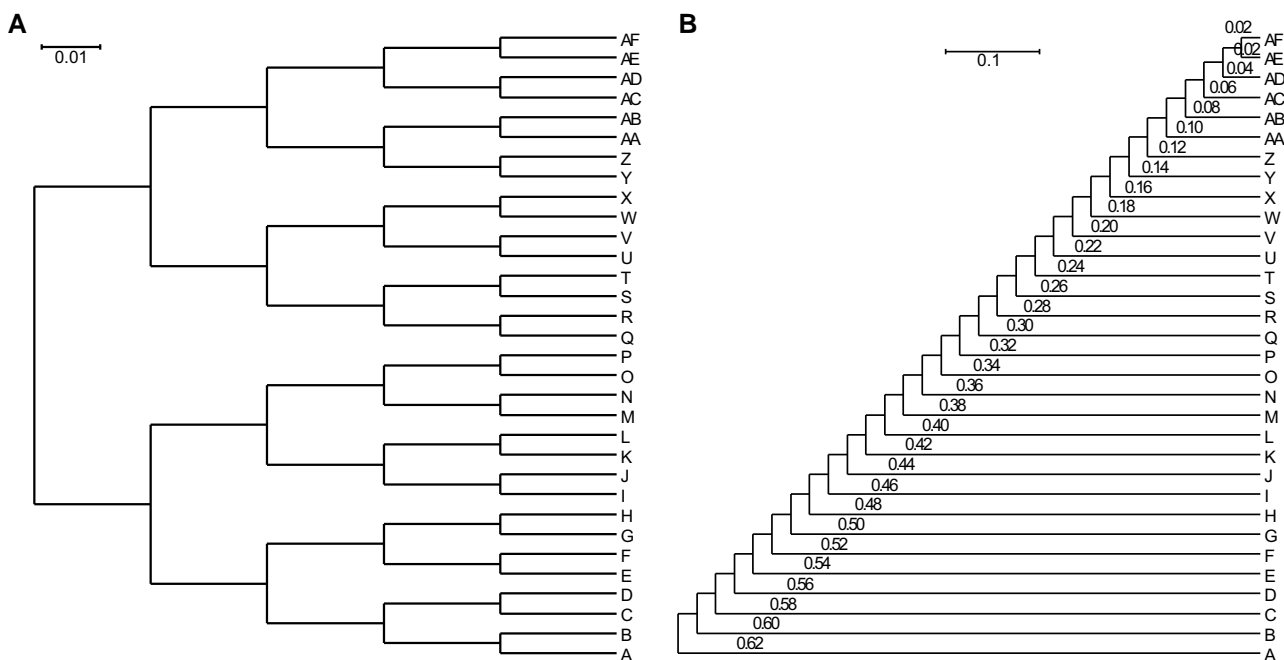 A
0.01
AF
AE
AD
AC
AB
AA
Z
Y
X
W
V
U
T
S
R
Q
P
O
N
M
L
K
J
I
H
G
F
E
D
C
B
A
B
0.1
0.02
AF
0.02
AE
0.04
AD
0.06
AC
0.08
AB
0.10
AA
0.12
Z
0.14
Y
0.16
X
0.18
W
0.20
V
0.22
U
0.24
T
0.26
S
0.28
R
0.30
Q
0.32
P
0.34
O
0.36
N
0.38
M
0.40
L
0.42
K
0.44
J
0.46
I
0.48
H
0.50
G
0.52
F
0.54
E
0.56
D
0.58
C
0.60
B
0.62
A